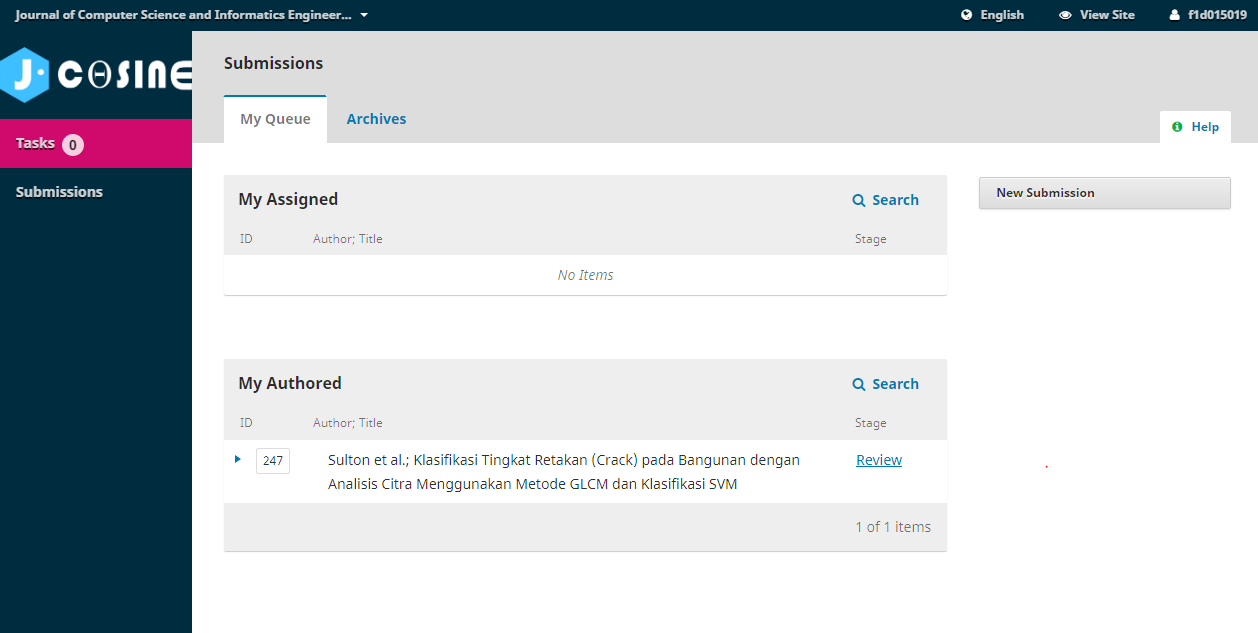 Journal of Computer Science and Informatics Engineer...
English
View Site
f1d015019
J-COSINE
Tasks 0
Submissions
Submissions
My Queue
Archives
Help
My Assigned
Search
ID Author; Title Stage
No Items
New Submission
My Authored
Search
ID Author; Title Stage
247 Sulton et al.; Klasifikasi Tingkat Retakan (Crack) pada Bangunan dengan Review
Analisis Citra Menggunakan Metode GLCM dan Klasifikasi SVM
1 of 1 items